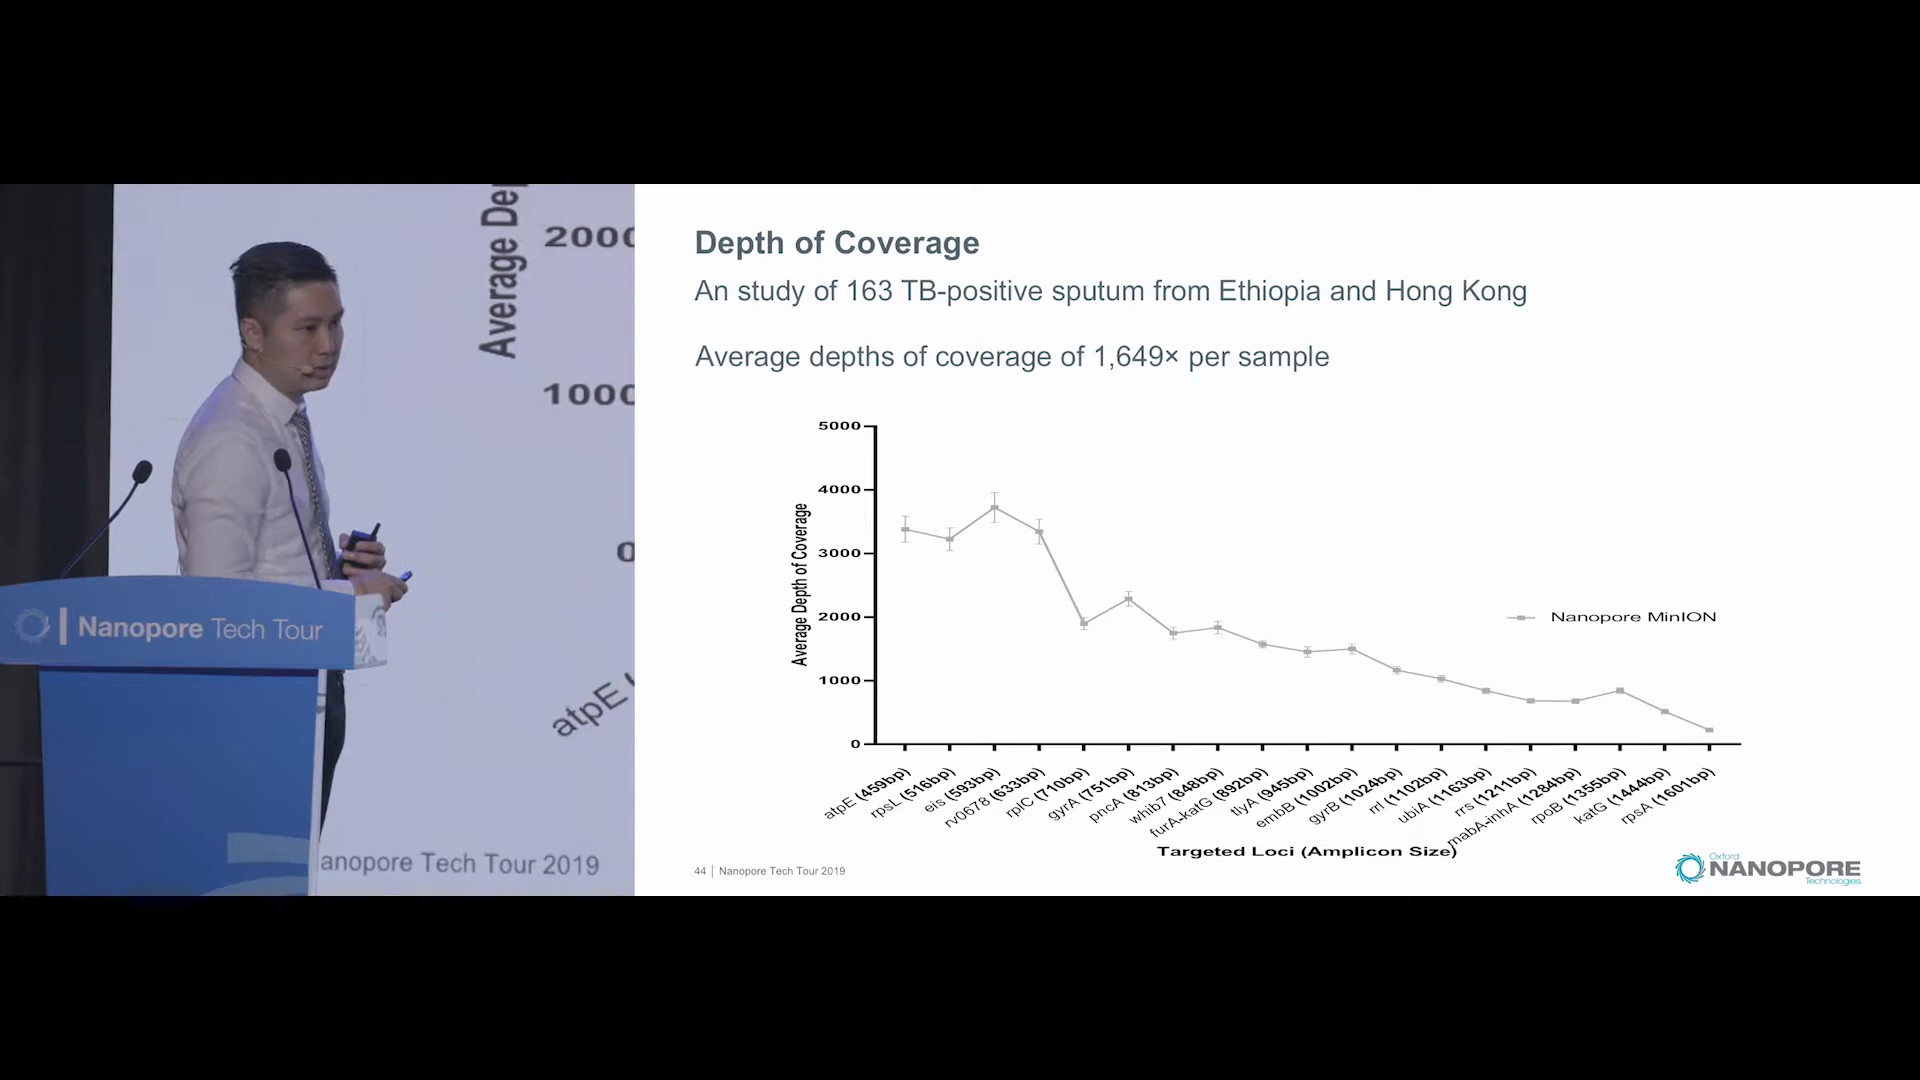 Average De
2000
1000
0
atpE
Nanopore Tech Tour
anopore Tech Tour 2019
Depth of Coverage
An study of 163 TB-positive sputum from Ethiopia and Hong Kong
Average depths of coverage of 1,649× per sample
Average Depth of Coverage
5000
4000
3000
2000
1000
0
Nanopore MinION
atpE (459bp)
rpsL (516bp)
eis (593bp)
rv0678 (633bp)
rplC (710bp)
gyrA (751bp)
pncA (813bp)
whib7 (848bp)
furA-katG (892bp)
tlyA (945bp)
embB (1002bp)
gyrB (1024bp)
rrl (1102bp)
ubiA (1163bp)
rrs (1211bp)
mabA-inhA (1284bp)
rpoB (1355bp)
katG (1444bp)
rpsA (1601bp)
Targeted Loci (Amplicon Size)
44 | Nanopore Tech Tour 2019
Oxford
NANOPORE
Technologies